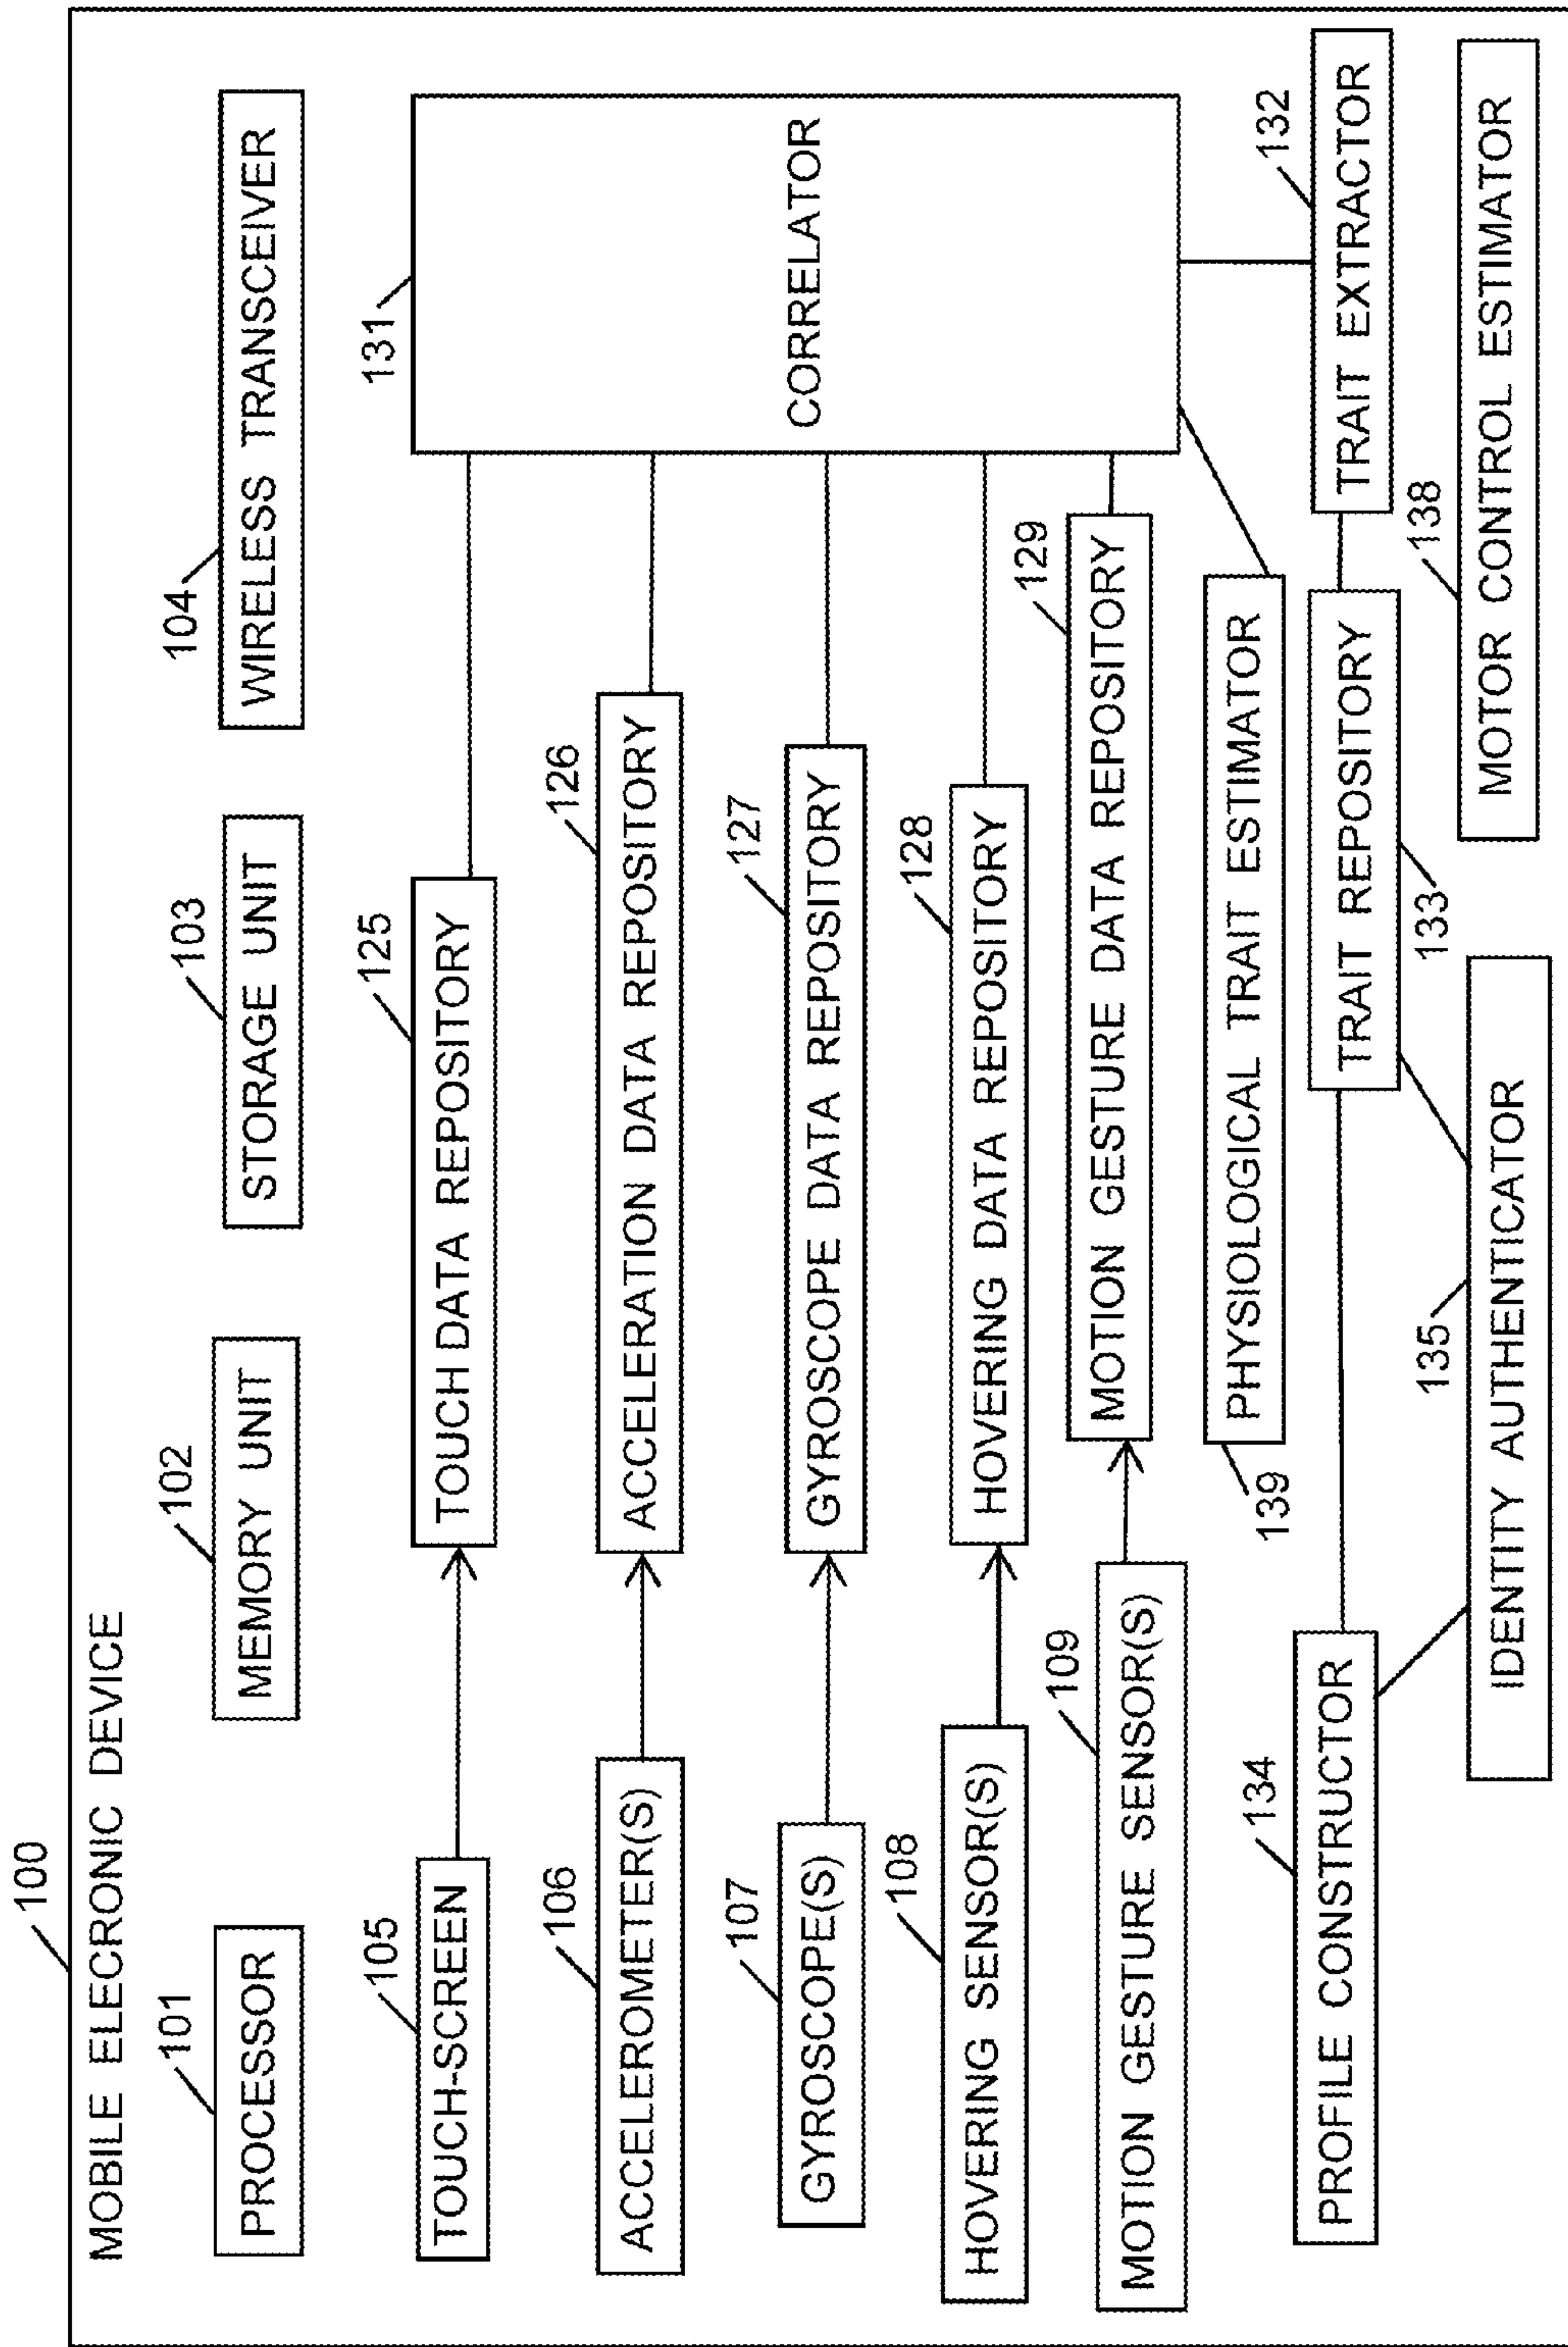 100
MOBILE ELECRONIC DEVICE
101
PROCESSOR
102
MEMORY UNIT
103
STORAGE UNIT
104
WIRELESS TRANSCEIVER
105
TOUCH-SCREEN
125
TOUCH DATA REPOSITORY
131
CORRELATOR
106
ACCELEROMETER(S)
126
ACCELERATION DATA REPOSITORY
107
GYROSCOPE(S)
127
GYROSCOPE DATA REPOSITORY
108
HOVERING SENSOR(S)
128
HOVERING DATA REPOSITORY
109
MOTION GESTURE SENSOR(S)
129
MOTION GESTURE DATA REPOSITORY
139
PHYSIOLOGICAL TRAIT ESTIMATOR
132
TRAIT EXTRACTOR
134
PROFILE CONSTRUCTOR
TRAIT REPOSITORY
133
138
MOTOR CONTROL ESTIMATOR
135
IDENTITY AUTHENTICATOR